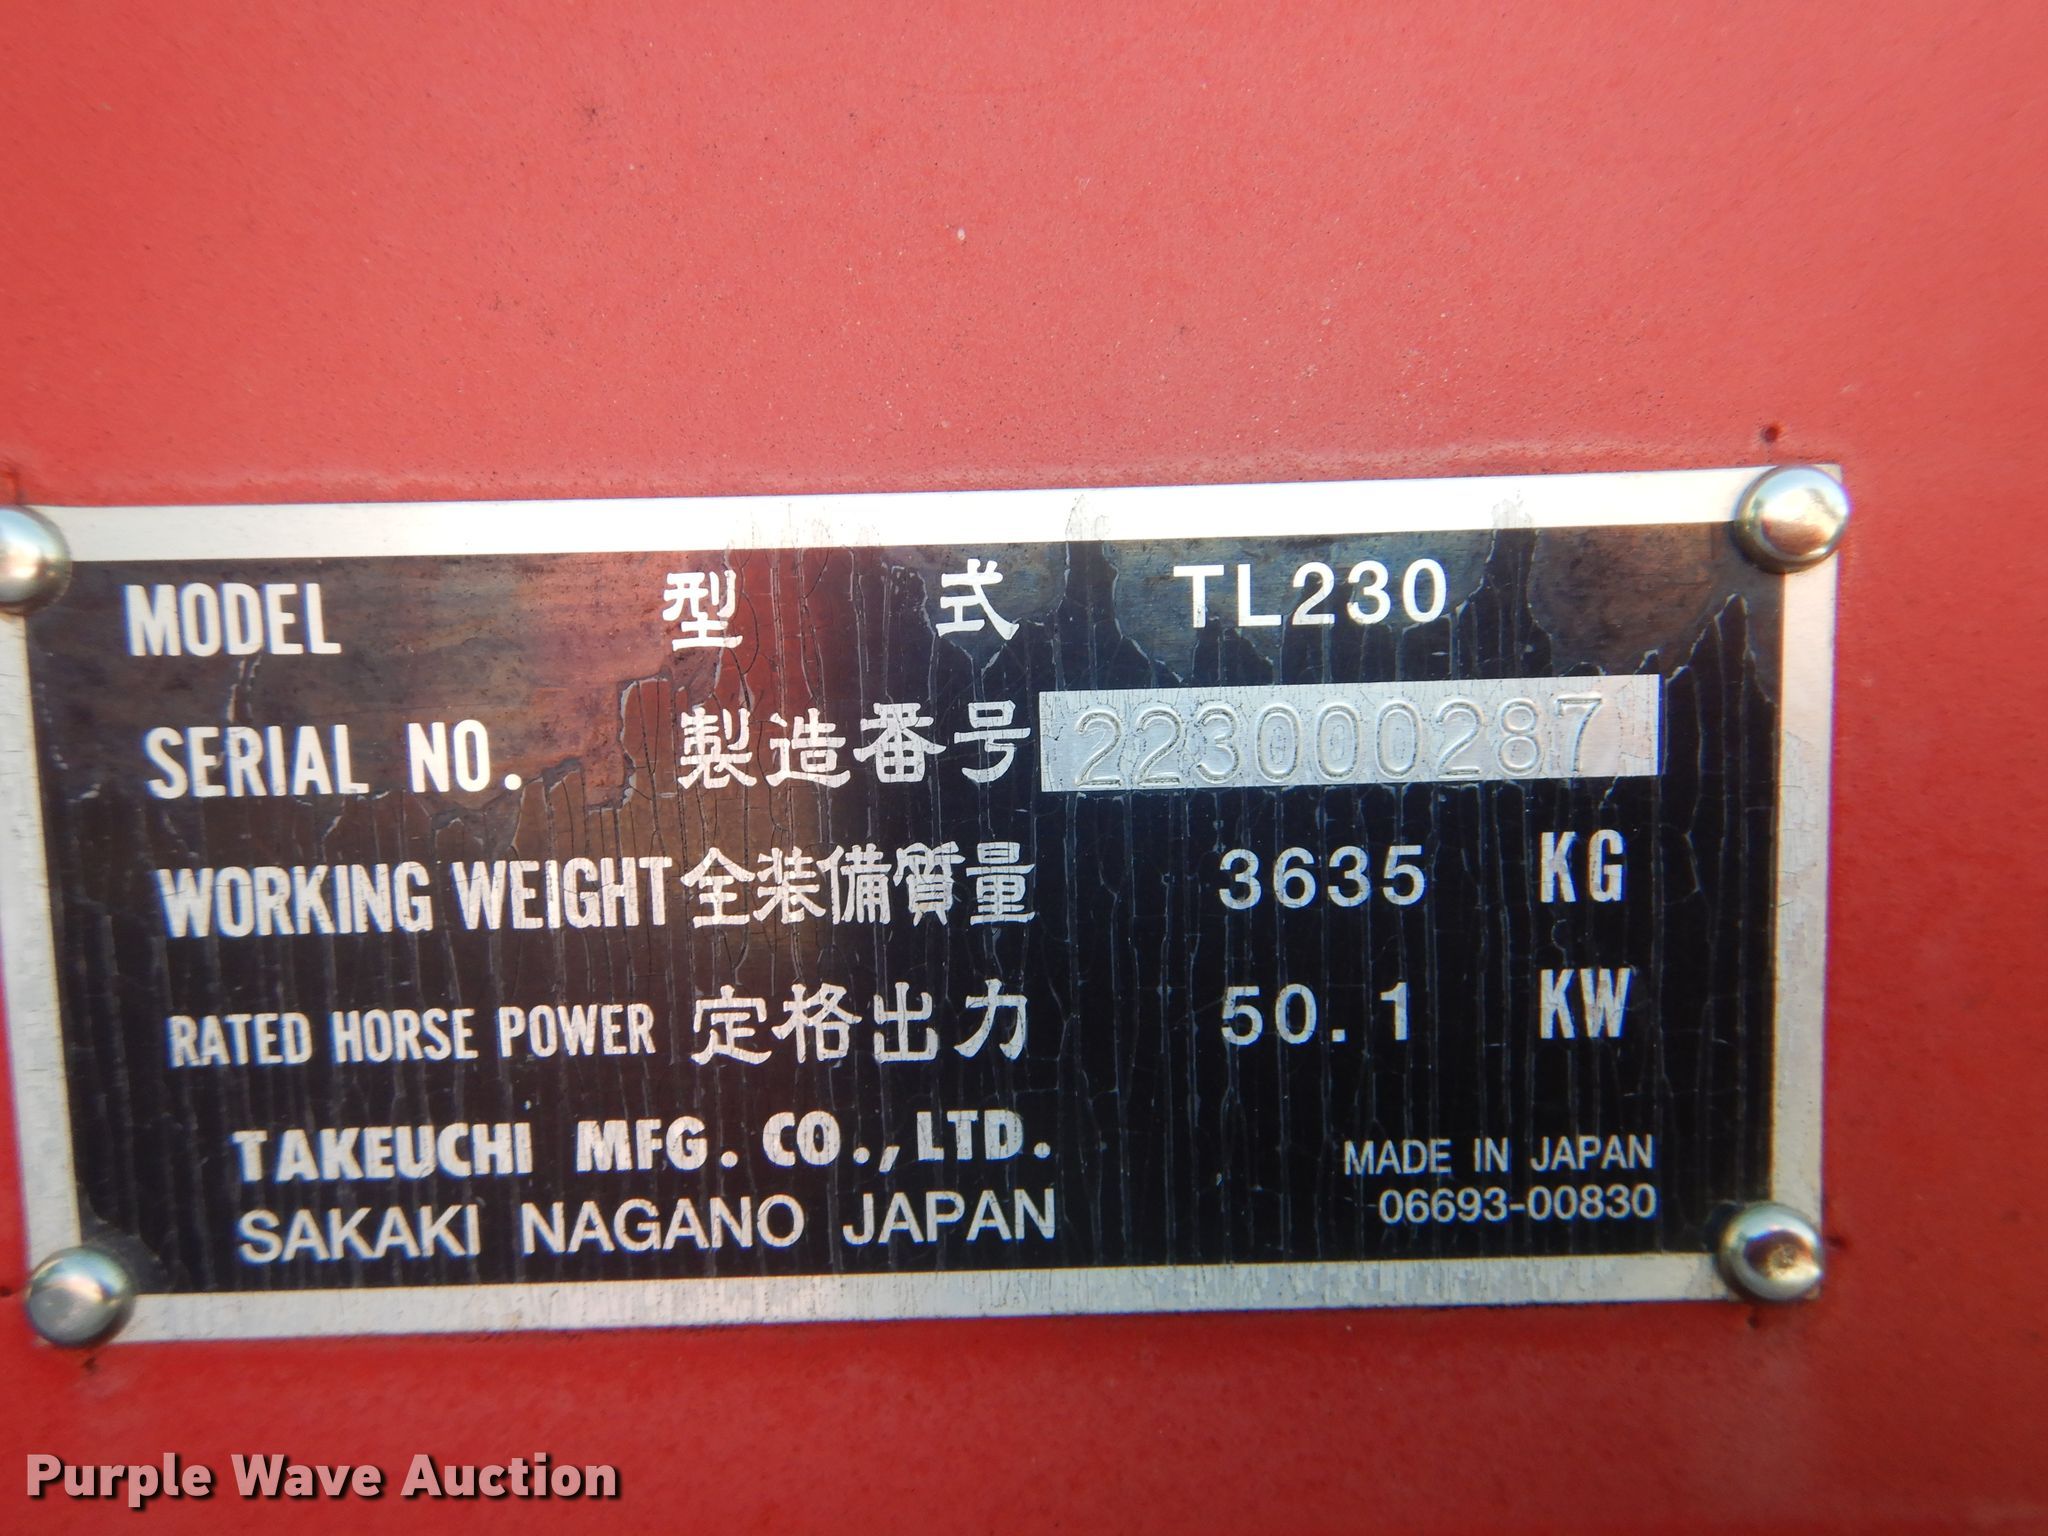 MODEL 型式 TL230
SERIAL NO. 製造番号 223000287
WORKING WEIGHT 全装備質量 3635 KG
RATED HORSE POWER 定格出力 50.1 KW
TAKEUCHI MFG. CO., LTD.
SAKAKI NAGANO JAPAN
MADE IN JAPAN
06693-00830
Purple Wave Auction